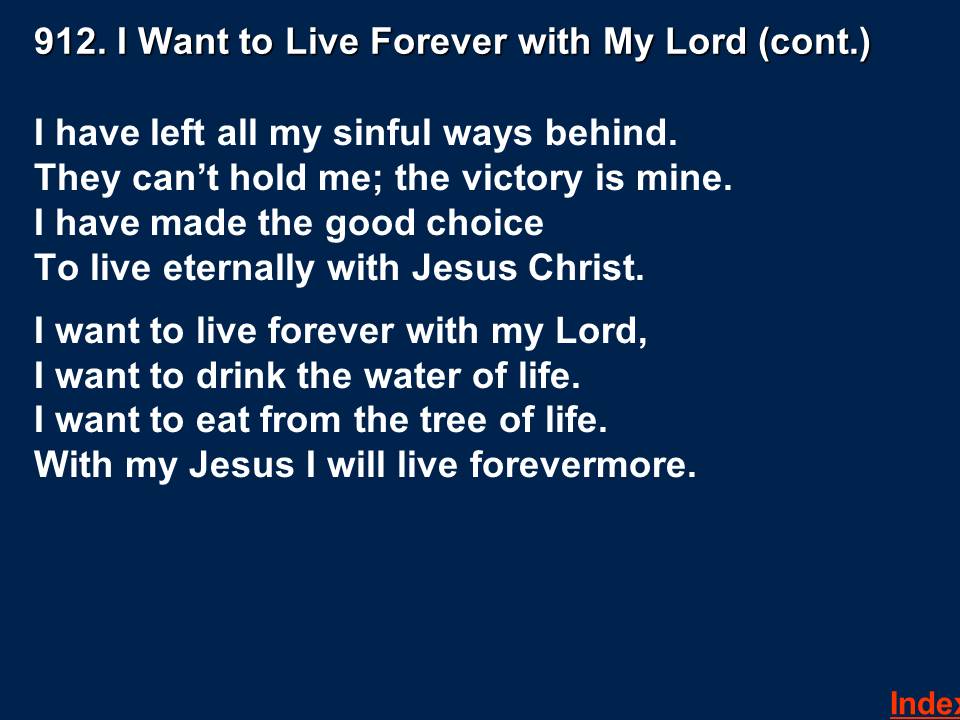 912. I Want to Live Forever with My Lord (cont.)
I have left all my sinful ways behind.
They can’t hold me; the victory is mine.
I have made the good choice
To live eternally with Jesus Christ.
I want to live forever with my Lord,
I want to drink the water of life.
I want to eat from the tree of life.
With my Jesus I will live forevermore.
Index